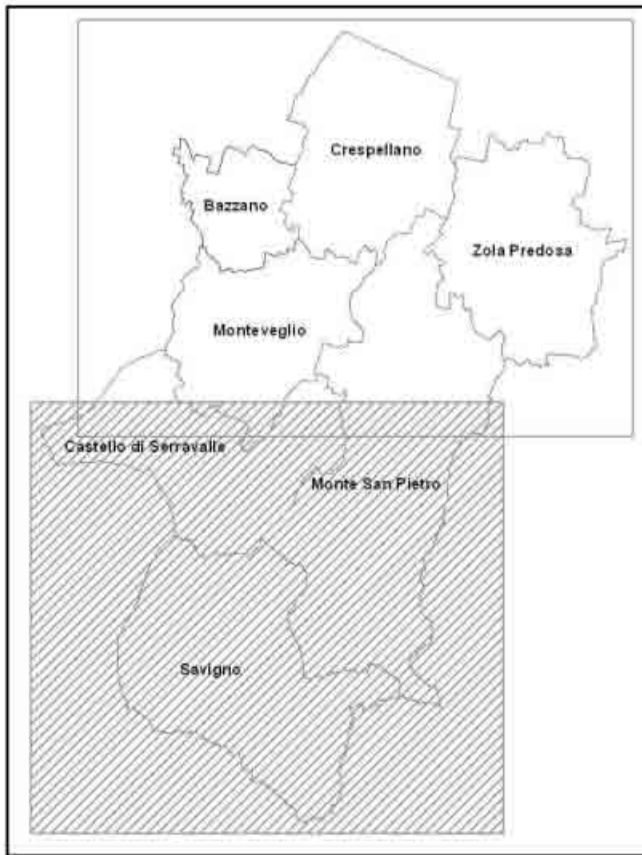 Crespellano
Bazzano
Zola Predosa
Monteveglio
Castello di Serravalle
Monte San Pietro
Savigno